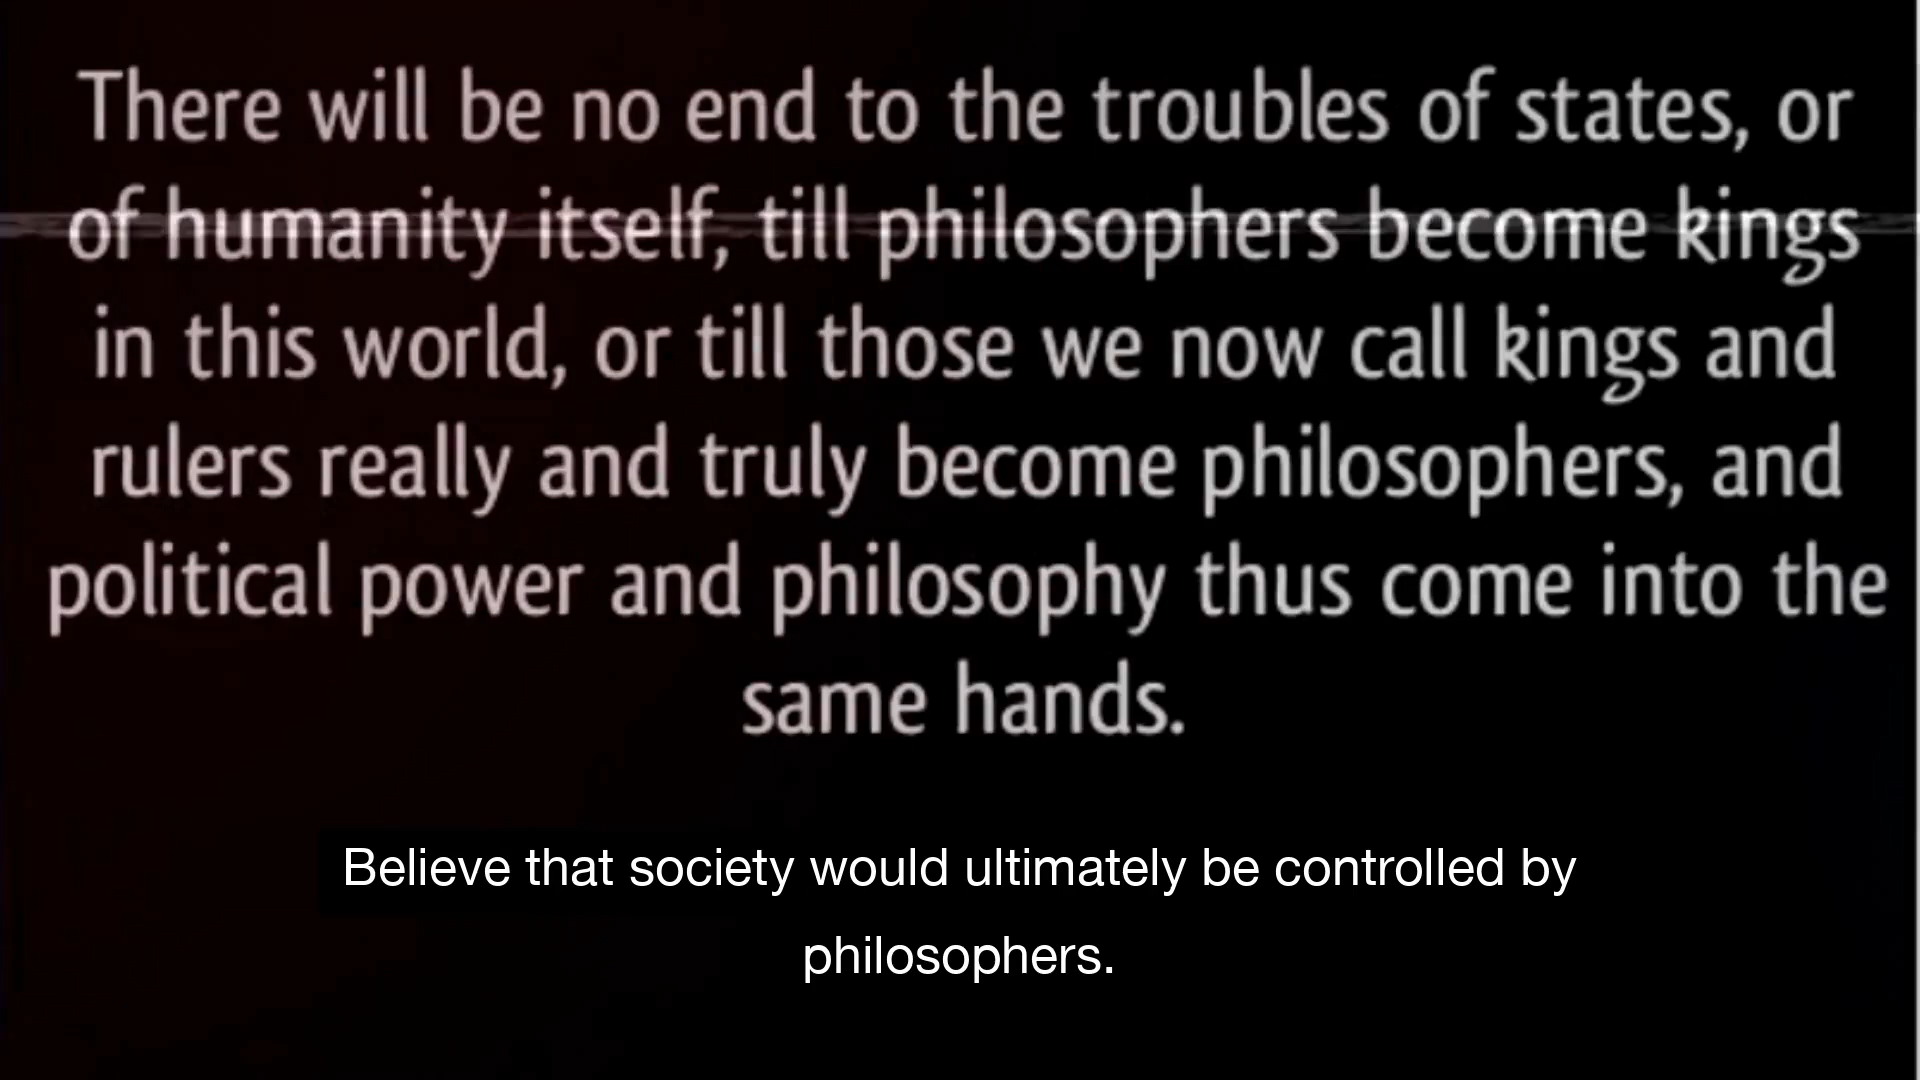 There will be no end to the troubles of states, or
of humanity itself, till philosophers become kings
in this world, or till those we now call kings and
rulers really and truly become philosophers, and
political power and philosophy thus come into the
same hands.
Believe that society would ultimately be controlled by
philosophers.